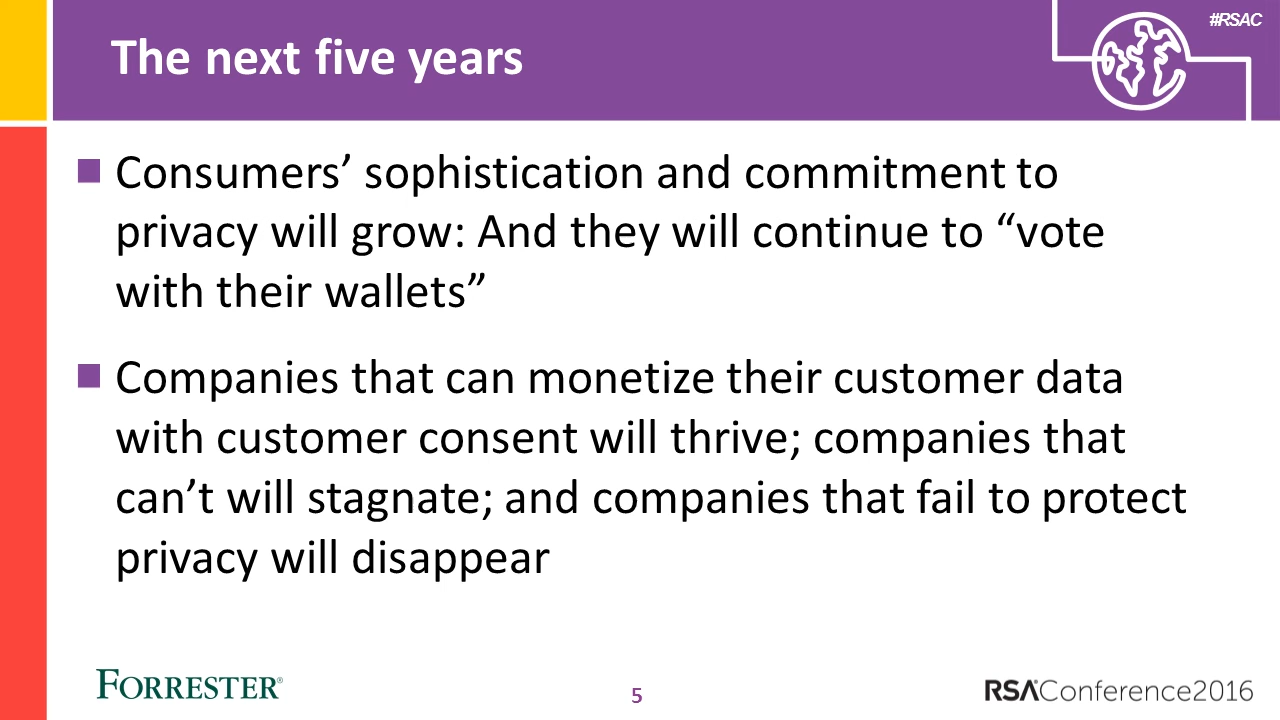 #RSAC
The next five years
Consumers’ sophistication and commitment to
privacy will grow: And they will continue to “vote
with their wallets”
Companies that can monetize their customer data
with customer consent will thrive; companies that
can’t will stagnate; and companies that fail to protect
privacy will disappear
FORRESTER®
5
RSA Conference2016